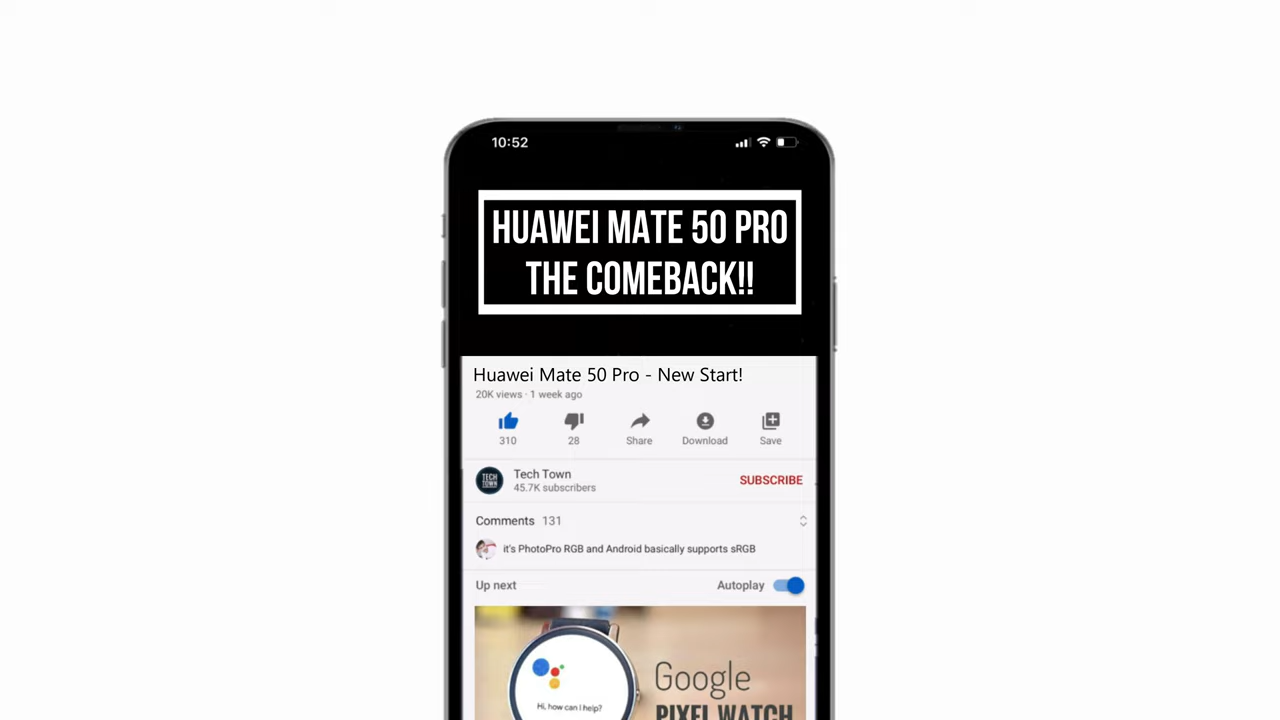 10:52
HUAWEI MATE 50 PRO
THE COMEBACK!!
Huawei Mate 50 Pro - New Start!
20K views · 1 week ago
310
28
Share
Download
Save
TECH
TOWN
Tech Town
45.7K subscribers
SUBSCRIBE
Comments 131
it's PhotoPro RGB and Android basically supports sRGB
Up next
Autoplay
Hi, how can I help?
Google
PIXEL WATCH